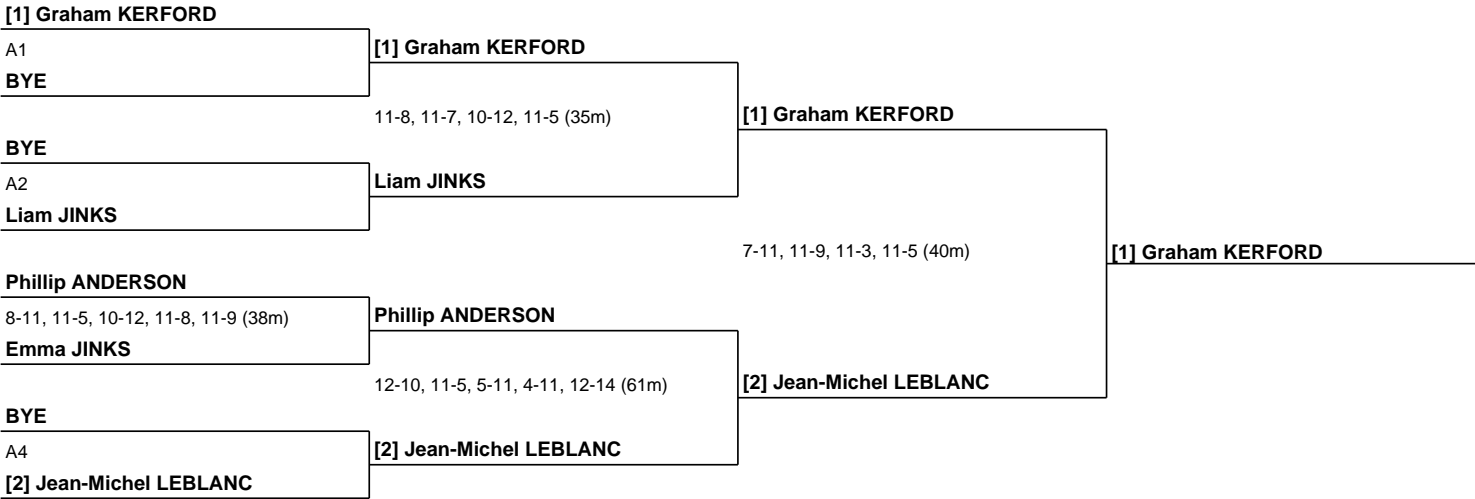 [1] Graham KERFORD
A1
BYE
BYE
A2
Liam JINKS
Phillip ANDERSON
8-11, 11-5, 10-12, 11-8, 11-9 (38m)
Emma JINKS
BYE
A4
[2] Jean-Michel LEBLANC
[1] Graham KERFORD
11-8, 11-7, 10-12, 11-5 (35m)
Liam JINKS
Phillip ANDERSON
12-10, 11-5, 5-11, 4-11, 12-14 (61m)
[2] Jean-Michel LEBLANC
[1] Graham KERFORD
7-11, 11-9, 11-3, 11-5 (40m)
[2] Jean-Michel LEBLANC
[1] Graham KERFORD